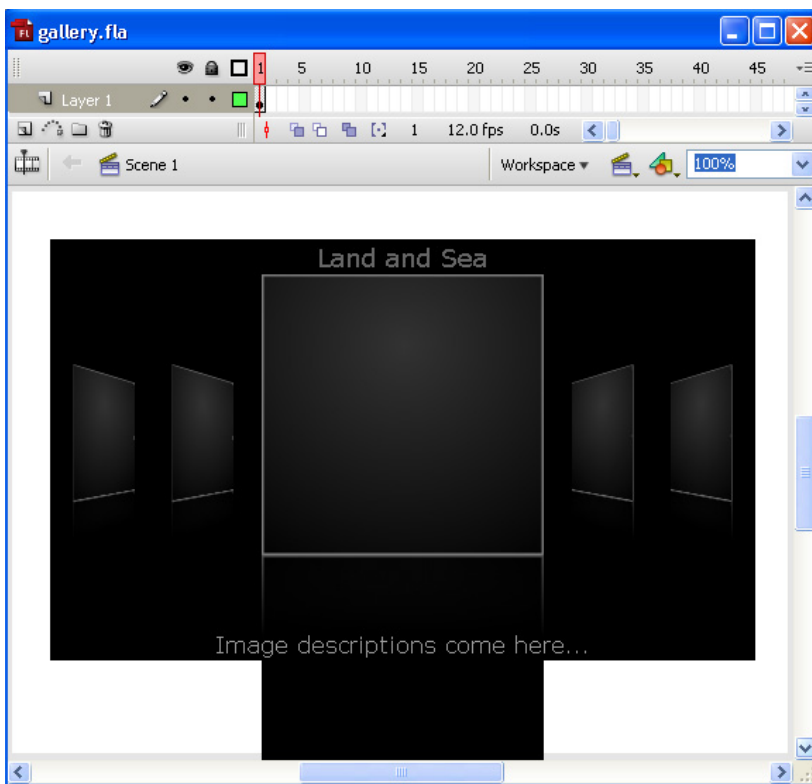 FL gallery.fla
1 5 10 15 20 25 30 35 40 45
Layer 1
1 12.0 fps 0.0s
Scene 1 Workspace 100%
Land and Sea
Image descriptions come here...